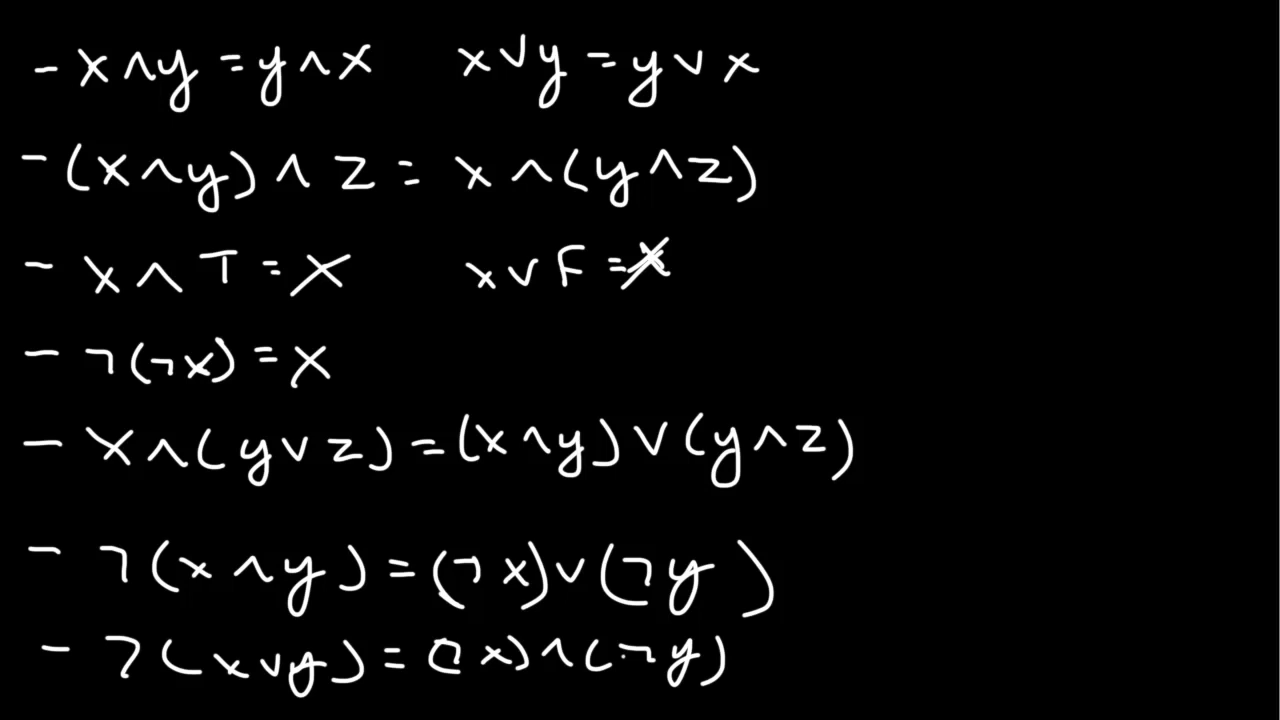 - x∧y = y∧x x∨y = y∨x
- (x∧y)∧z = x∧(y∧z)
- x∧T = x x∨F = x
- ¬(¬x) = x
- x∧(y∨z) = (x∧y)∨(y∧z)
- ¬(x∧y) = (¬x)∨(¬y)
- ¬(x∨y) = (¬x)∧(¬y)